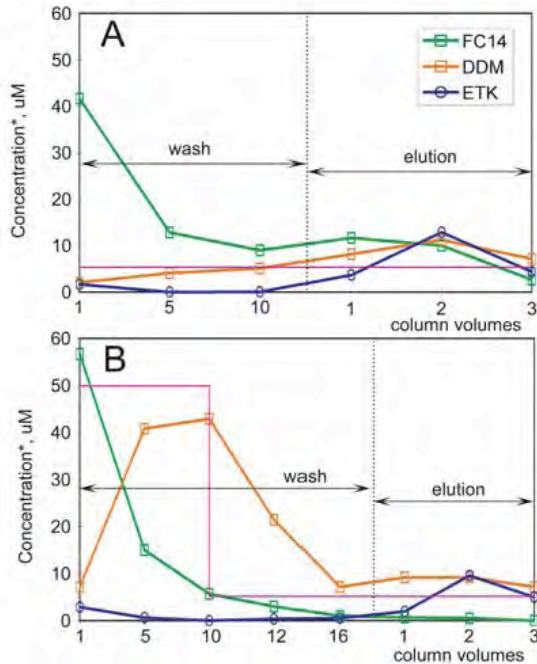 A
FC14
DDM
ETK
Concentration*, uM
60
50
40
30
20
10
0
wash
elution
1 5 10 1 2 3
column volumes
B
Concentration*, uM
60
50
40
30
20
10
0
wash
elution
1 5 10 12 16 1 2 3
column volumes